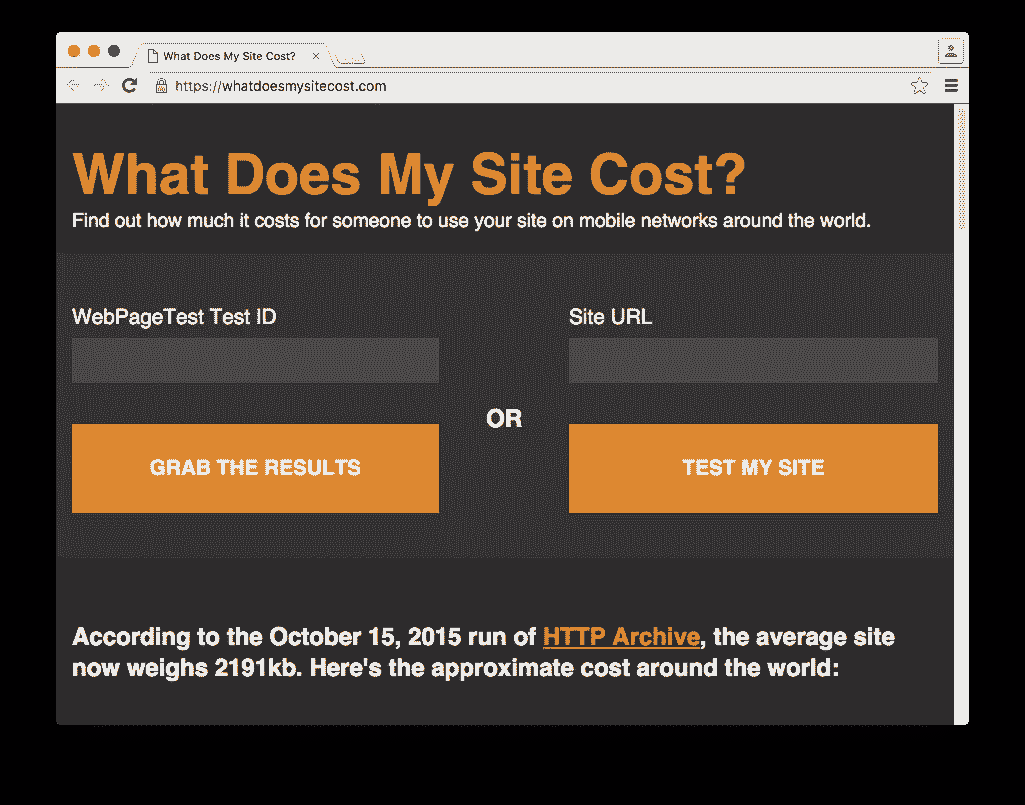 What Does My Site Cost?
https://whatdoesmysitecost.com
What Does My Site Cost?
Find out how much it costs for someone to use your site on mobile networks around the world.
WebPageTest Test ID
GRAB THE RESULTS
OR
Site URL
TEST MY SITE
According to the October 15, 2015 run of HTTP Archive, the average site
now weighs 2191kb. Here's the approximate cost around the world: